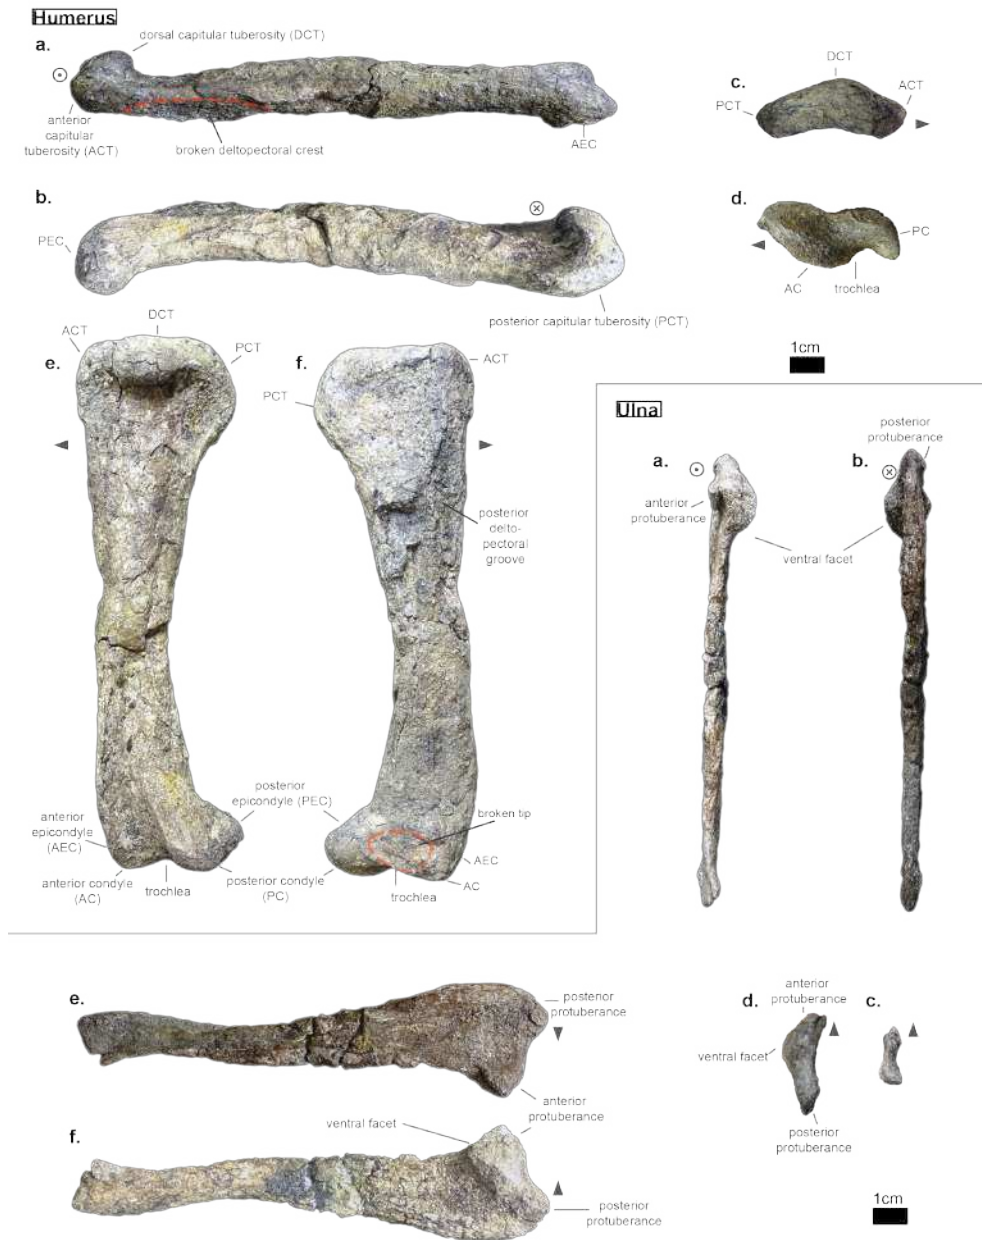 Humerus
a.
dorsal capitular tuberosity (DCT)
anterior
capitular
tuberosity (ACT)
broken deltopectoral crest
AEC
c.
DCT
ACT
PCT
b.
PEC
posterior capitular tuberosity (PCT)
d.
PC
AC
trochlea
1cm
e.
ACT
DCT
PCT
f.
ACT
PCT
posterior
delto-
pectoral
groove
posterior
epicondyle (PEC)
broken tip
anterior
epicondyle
(AEC)
anterior condyle
(AC)
trochlea
posterior condyle
(PC)
AEC
AC
trochlea
Ulna
a.
anterior
protuberance
b.
posterior
protuberance
ventral facet
e.
posterior
protuberance
anterior
protuberance
f.
ventral facet
posterior
protuberance
d.
anterior
protuberance
c.
ventral facet
posterior
protuberance
1cm